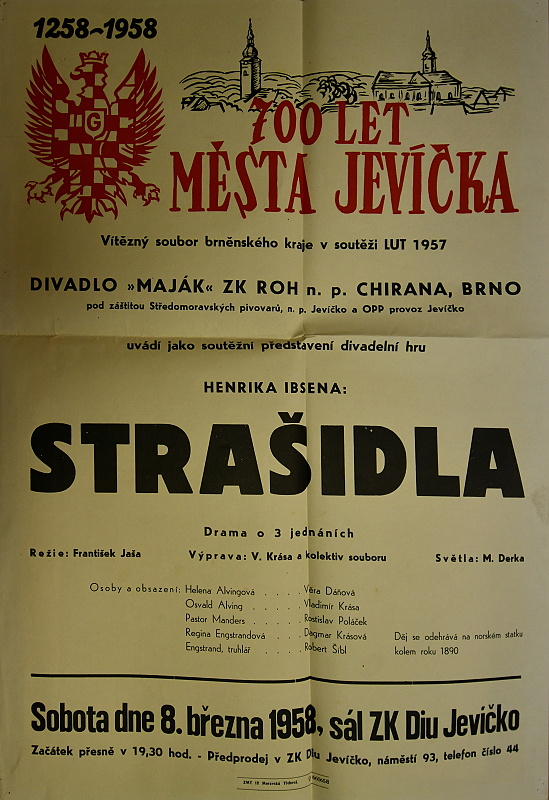 1258~1958
G
700 LET
MĚSTA JEVÍČKA
Vítězný soubor brněnského kraje v soutěži LUT 1957
DIVADLO »MAJÁK« ZK ROH n. p. CHIRANA, BRNO
pod záštitou Středomoravských pivovarů, n. p. Jevíčko a OPP provoz Jevíčko
uvádí jako soutěžní představení divadelní hru
HENRIKA IBSENA:
STRAŠIDLA
Drama o 3 jednáních
Režie: František Jaša Výprava: V. Krása a kolektiv souboru Světla: M. Derka
Osoby a obsazení: Helena Alvingová . . . . Věra Dáňová
Osvald Alving . . . . . Vladimír Krása
Pastor Manders . . . . . Rostislav Poláček
Regina Engstrandová . . . Dagmar Krásová Děj se odehrává na norském statku
Engstrand, truhlář . . . . Robert Šibl kolem roku 1890
Sobota dne 8. března 1958, sál ZK Diu Jevíčko
Začátek přesně v 19,30 hod. - Předprodej v ZK Diu Jevíčko, náměstí 93, telefon číslo 44